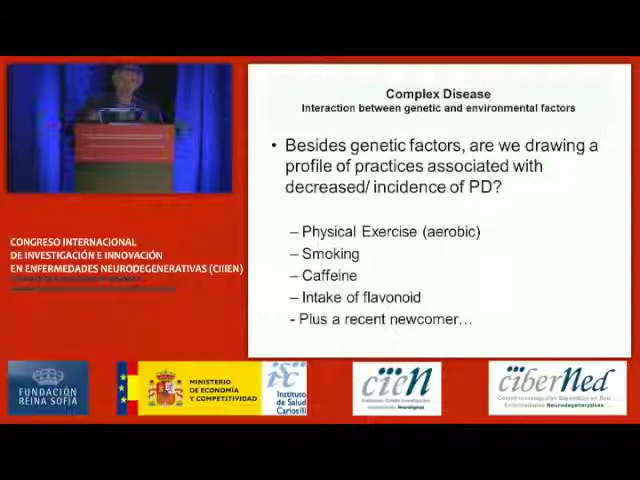 Complex Disease
Interaction between genetic and environmental factors
• Besides genetic factors, are we drawing a
profile of practices associated with
decreased/ incidence of PD?
– Physical Exercise (aerobic)
– Smoking
– Caffeine
– Intake of flavonoid
- Plus a recent newcomer...
CONGRESO INTERNACIONAL
DE INVESTIGACIÓN E INNOVACIÓN
EN ENFERMEDADES NEURODEGENERATIVAS (CIIIEN)
FUNDACIÓN
REINA SOFÍA
MINISTERIO
DE ECONOMÍA
Y COMPETITIVIDAD
isc
Instituto
de Salud
Carlos III
cien
ciberNed
Enfermedades Neurodegenerativas